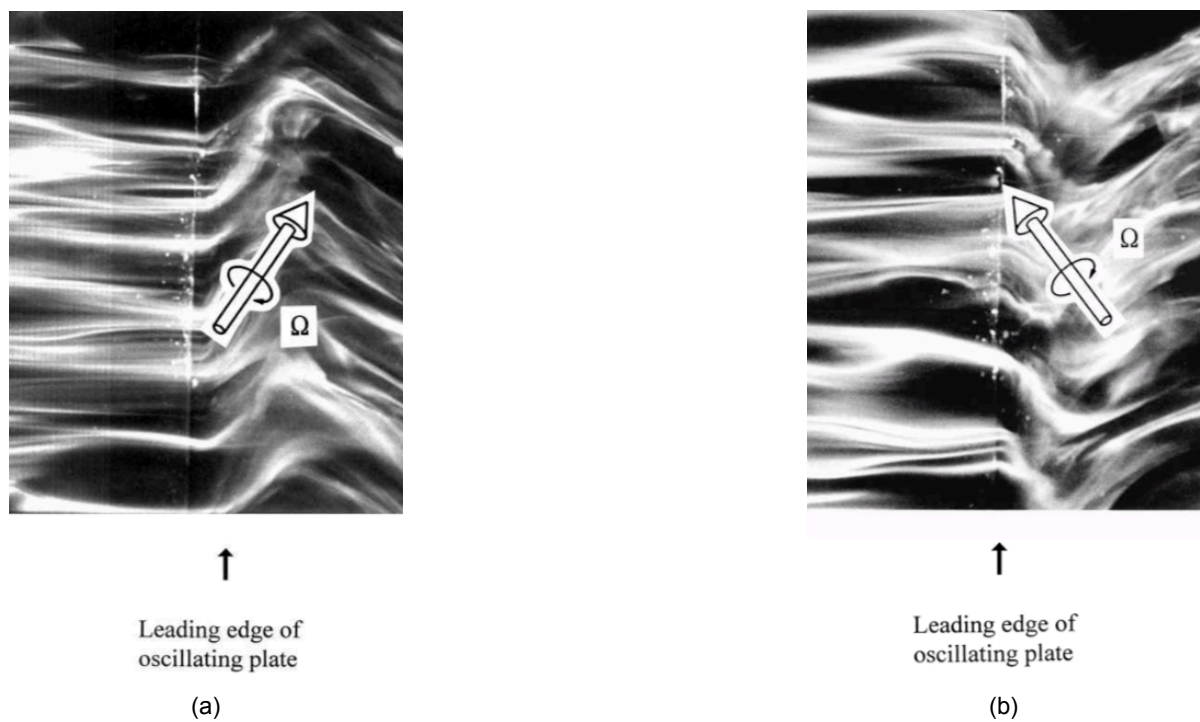 Ω
Ω
Leading edge of
oscillating plate
Leading edge of
oscillating plate
(a)
(b)